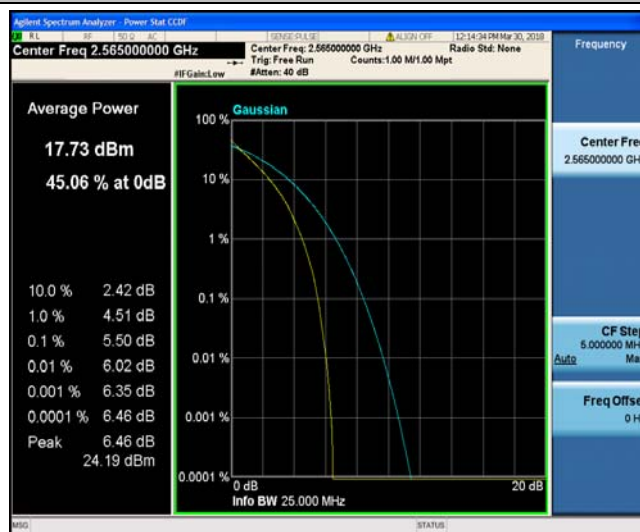 Agilent Spectrum Analyzer - Power Stat CCDF
RL RF 50 Ω AC SENSE:PULSE ALIGN OFF 12:14:34 PM Mar 30, 2018
Center Freq 2.565000000 GHz
Center Freq: 2.565000000 GHz Radio Std: None
Trig: Free Run Counts:1.00 M/1.00 Mpt
#IFGain:Low #Atten: 40 dB
Frequency
Average Power
17.73 dBm
45.06 % at 0dB
10.0 % 2.42 dB
1.0 % 4.51 dB
0.1 % 5.50 dB
0.01 % 6.02 dB
0.001 % 6.35 dB
0.0001 % 6.46 dB
Peak 6.46 dB
24.19 dBm
Gaussian
100 %
10 %
1 %
0.1 %
0.01 %
0.001 %
0.0001 %
0 dB 20 dB
Info BW 25.000 MHz
Center Fre
2.565000000 GH
CF Step
5.000000 MH
Auto Ma
Freq Offse
0 H
MSG STATUS